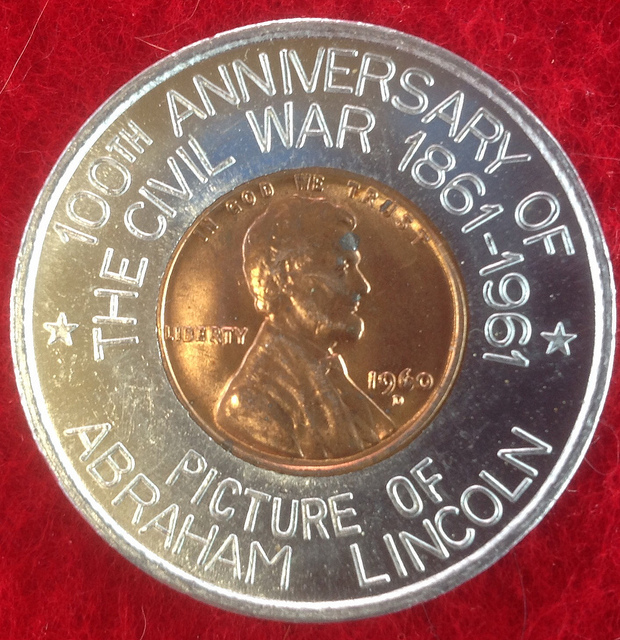 100TH ANNIVERSARY OF
THE CIVIL WAR 1861-1961
IN GOD WE TRUST
LIBERTY
1960
D
PICTURE OF
ABRAHAM LINCOLN